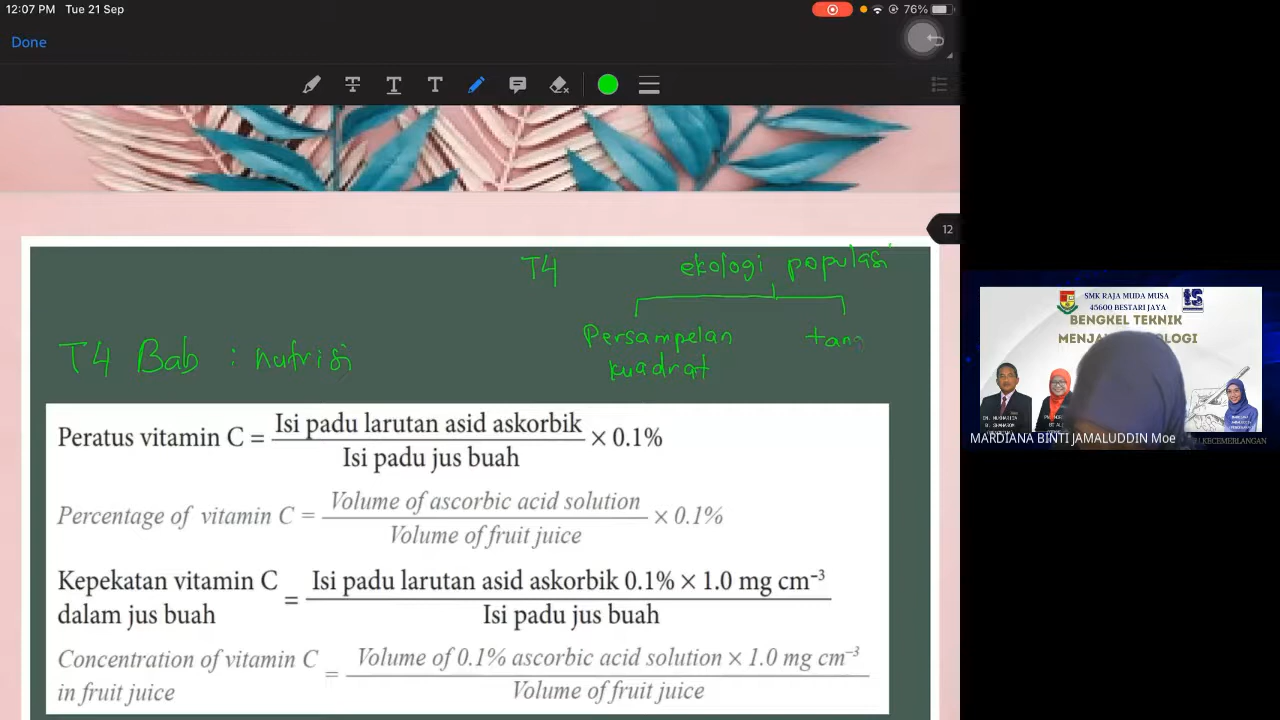 12:07 PM Tue 21 Sep
76%
Done
12
T4 ekologi populasi
Persampelan
kuadrat
T4 Bab : nutrisi
Peratus vitamin C = Isi padu larutan asid askorbik / Isi padu jus buah × 0.1%
Percentage of vitamin C = Volume of ascorbic acid solution / Volume of fruit juice × 0.1%
Kepekatan vitamin C dalam jus buah = Isi padu larutan asid askorbik 0.1% × 1.0 mg cm⁻³ / Isi padu jus buah
Concentration of vitamin C in fruit juice = Volume of 0.1% ascorbic acid solution × 1.0 mg cm⁻³ / Volume of fruit juice
SMK RAJA MUDA MUSA
45600 BESTARI JAYA
ts
BENGKEL TEKNIK
MARDIANA BINTI JAMALUDDIN Moe
KECEMERLANGAN